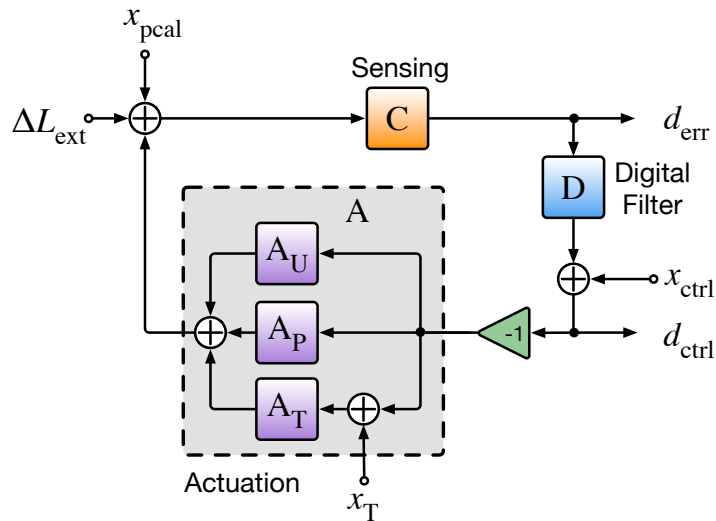 x_pcal
Sensing
ΔL_ext
C
d_err
D
Digital
Filter
A
A_U
x_ctrl
A_P
-1
d_ctrl
A_T
Actuation
x_T